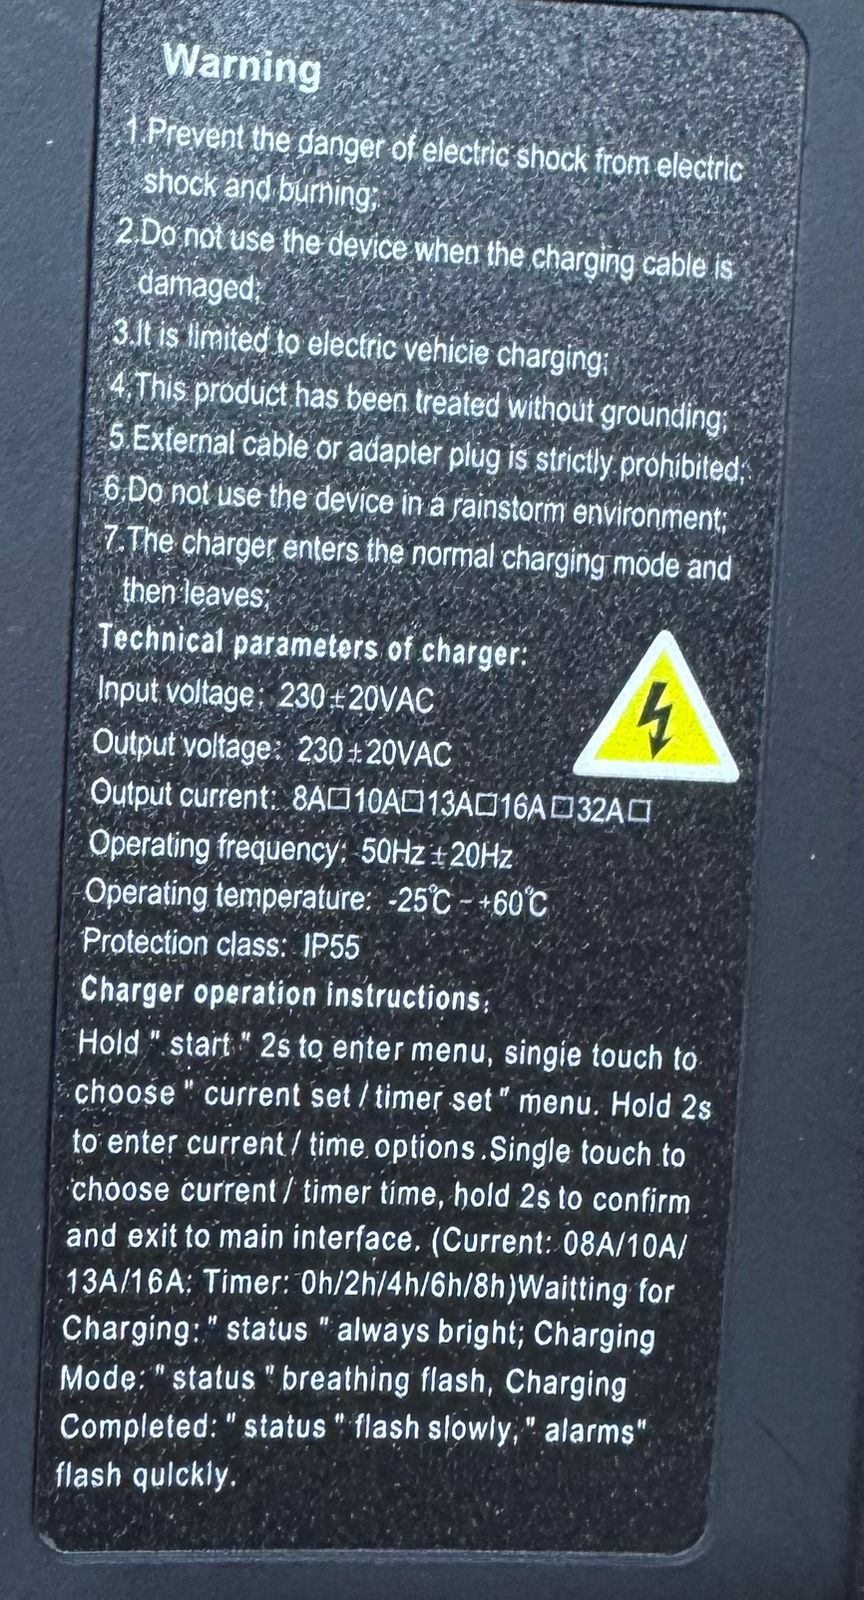 Warning
1.Prevent the danger of electric shock from electric
shock and burning;
2.Do not use the device when the charging cable is
damaged;
3.It is limited to electric vehicie charging;
4.This product has been treated without grounding;
5.External cable or adapter plug is strictly prohibited;
6.Do not use the device in a rainstorm environment;
7.The charger enters the normal charging mode and
then leaves;
Technical parameters of charger:
Input voltage: 230±20VAC
Output voltage: 230±20VAC
Output current: 8A□10A□13A□16A□32A□
Operating frequency: 50Hz±20Hz
Operating temperature: -25℃ - +60℃
Protection class: IP55
Charger operation instructions:
Hold " start " 2s to enter menu, singie touch to
choose " current set / timer set " menu. Hold 2s
to enter current / time options .Single touch to
choose current / timer time, hold 2s to confirm
and exit to main interface. (Current: 08A/10A/
13A/16A; Timer: 0h/2h/4h/6h/8h)Waitting for
Charging: " status " always bright; Charging
Mode: " status " breathing flash, Charging
Completed: " status " flash slowly, " alarms"
flash qulckly.